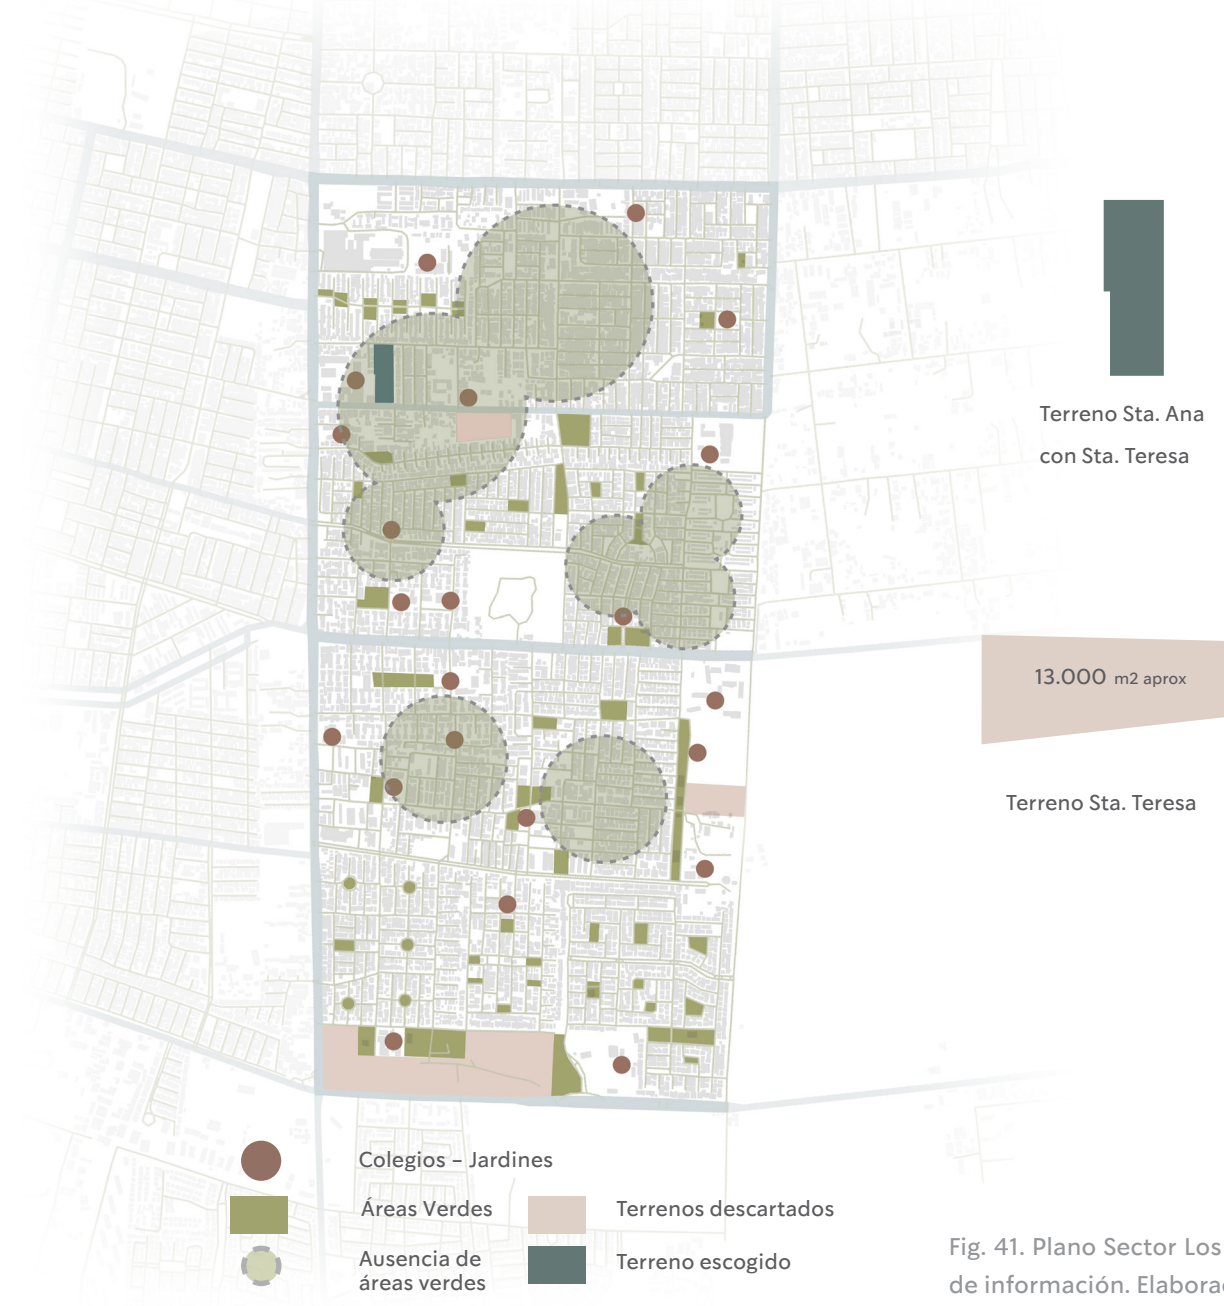 Terreno Sta. Ana
con Sta. Teresa
13.000 m2 aprox
Terreno Sta. Teresa
Colegios – Jardines
Áreas Verdes
Terrenos descartados
Ausencia de
áreas verdes
Terreno escogido
Fig. 41. Plano Sector Los
de información. Elabora